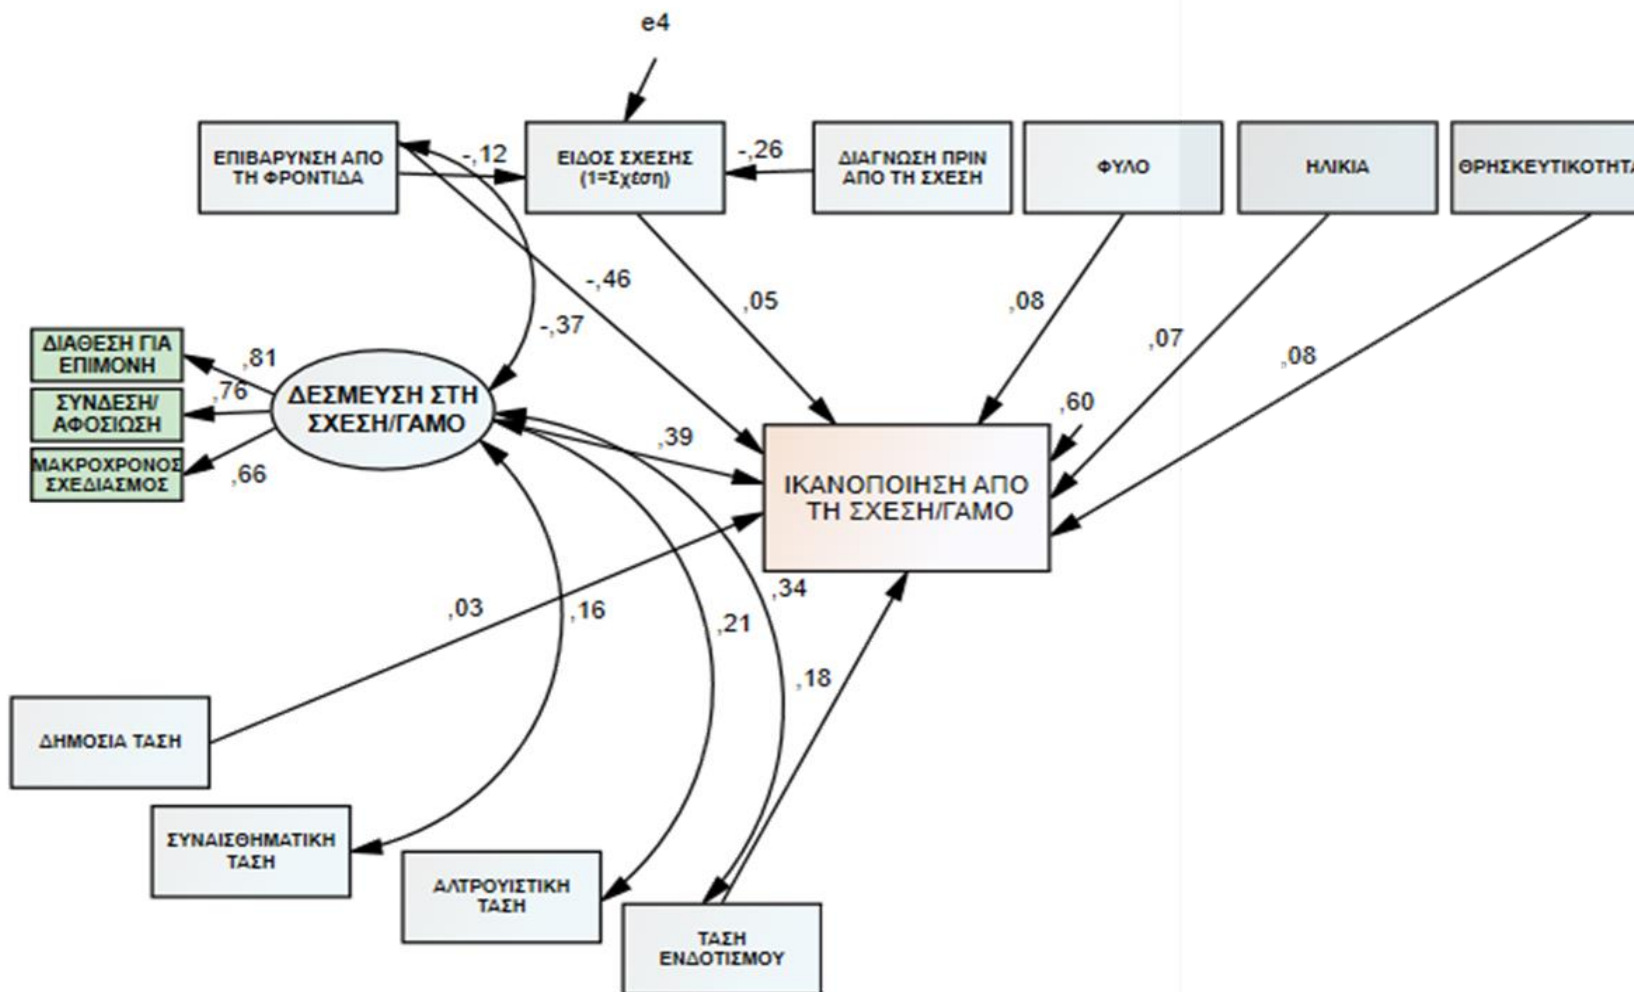 e4
ΕΠΙΒΑΡΥΝΣΗ ΑΠΟ
ΤΗ ΦΡΟΝΤΙΔΑ
-,12
ΕΙΔΟΣ ΣΧΕΣΗΣ
(1=Σχέση)
-,26
ΔΙΑΓΝΩΣΗ ΠΡΙΝ
ΑΠΟ ΤΗ ΣΧΕΣΗ
ΦΥΛΟ
ΗΛΙΚΙΑ
ΘΡΗΣΚΕΥΤΙΚΟΤΗΤΑ
-,46
,05
,08
-,37
,07
,08
ΔΙΑΘΕΣΗ ΓΙΑ
ΕΠΙΜΟΝΗ
,81
ΣΥΝΔΕΣΗ/
ΑΦΟΣΙΩΣΗ
,76
ΜΑΚΡΟΧΡΟΝΟΣ
ΣΧΕΔΙΑΣΜΟΣ
,66
ΔΕΣΜΕΥΣΗ ΣΤΗ
ΣΧΕΣΗ/ΓΑΜΟ
,39
,60
ΙΚΑΝΟΠΟΙΗΣΗ ΑΠΟ
ΤΗ ΣΧΕΣΗ/ΓΑΜΟ
,03
,16
,21
,34
,18
ΔΗΜΟΣΙΑ ΤΑΣΗ
ΣΥΝΑΙΣΘΗΜΑΤΙΚΗ
ΤΑΣΗ
ΑΛΤΡΟΥΙΣΤΙΚΗ
ΤΑΣΗ
ΤΑΣΗ
ΕΝΔΟΤΙΣΜΟΥ